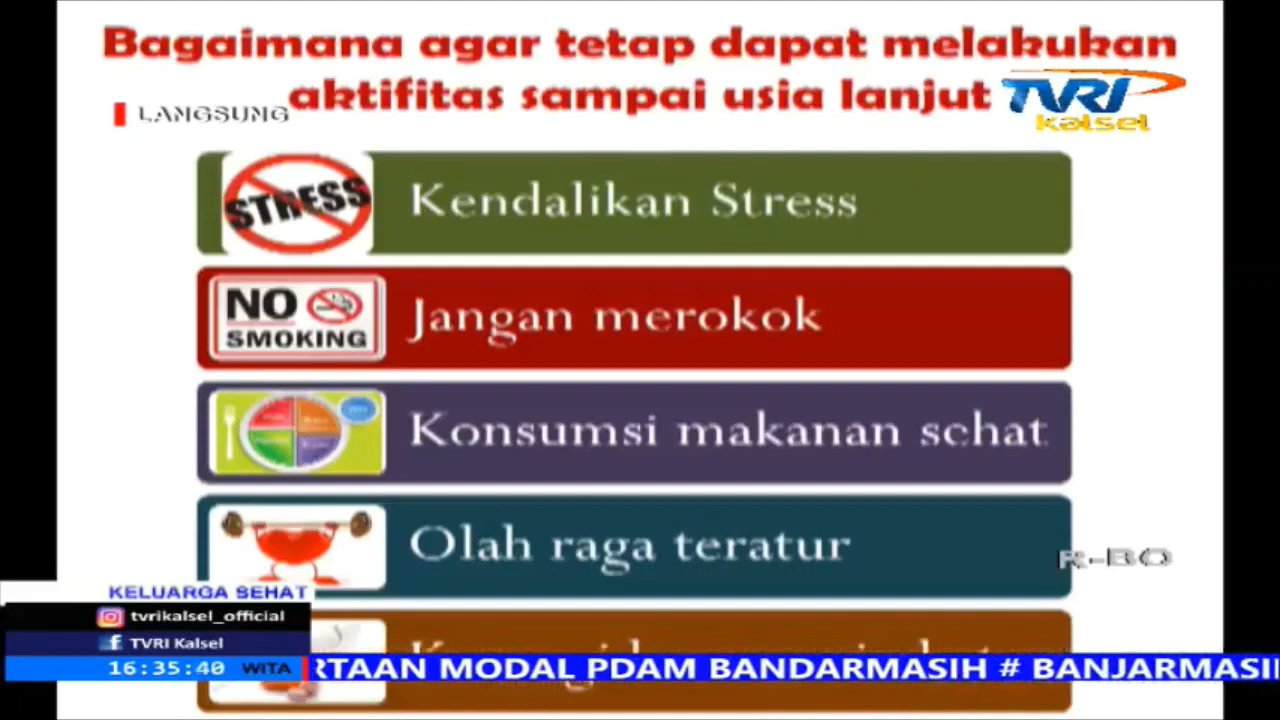 Bagaimana agar tetap dapat melakukan
aktifitas sampai usia lanjut
LANGSUNG
TVRI
Kalsel
STRESS
Kendalikan Stress
NO
SMOKING
Jangan merokok
Konsumsi makanan sehat
Olah raga teratur
R-BO
KELUARGA SEHAT
tvrikalsel_official
TVRI Kalsel
16:35:40 WITA
RTAAN MODAL PDAM BANDARMASIH # BANJARMASI